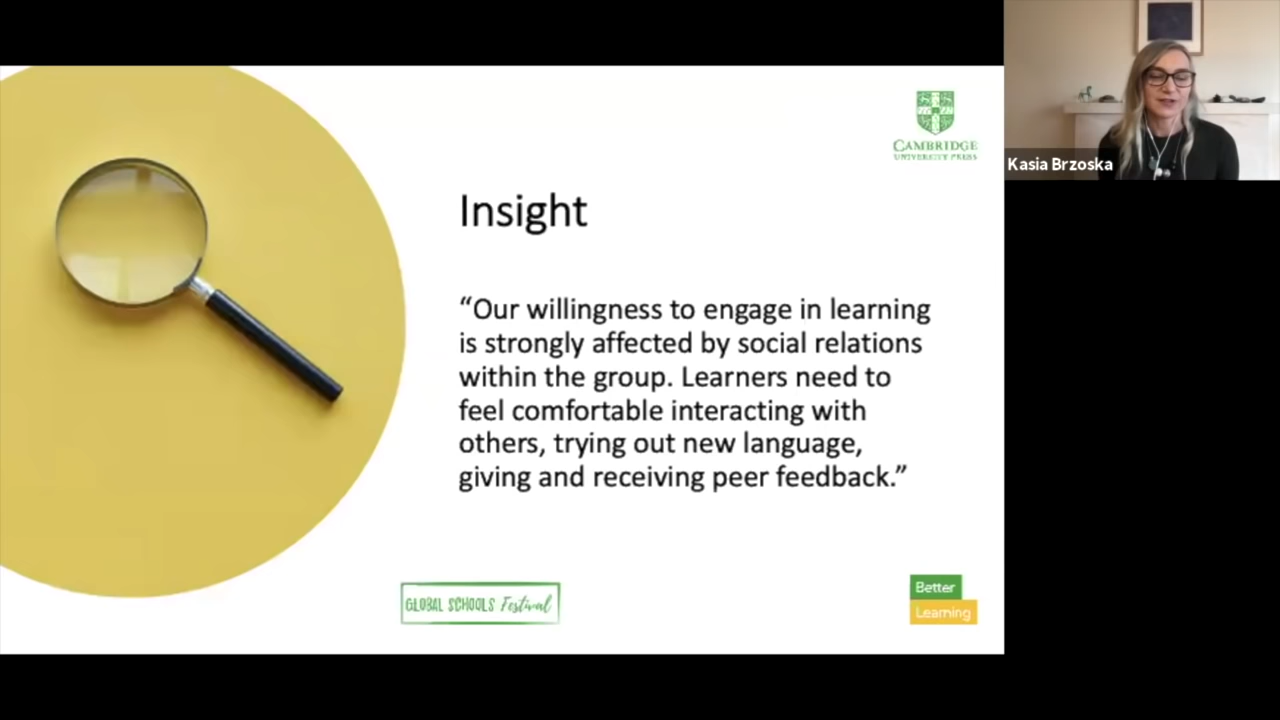 CAMBRIDGE
UNIVERSITY PRESS
Kasia Brzoska
Insight
“Our willingness to engage in learning
is strongly affected by social relations
within the group. Learners need to
feel comfortable interacting with
others, trying out new language,
giving and receiving peer feedback.”
GLOBAL SCHOOLS Festival
Better
Learning